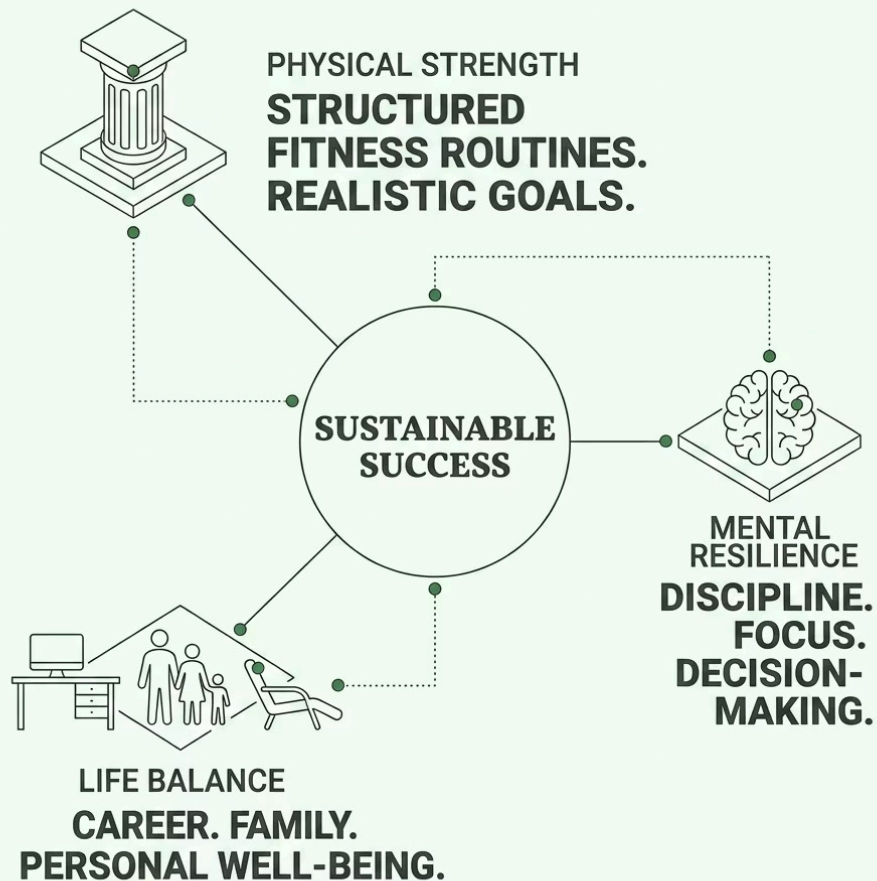 PHYSICAL STRENGTH
STRUCTURED
FITNESS ROUTINES.
REALISTIC GOALS.
SUSTAINABLE
SUCCESS
MENTAL
RESILIENCE
DISCIPLINE.
FOCUS.
DECISION-
MAKING.
LIFE BALANCE
CAREER. FAMILY.
PERSONAL WELL-BEING.